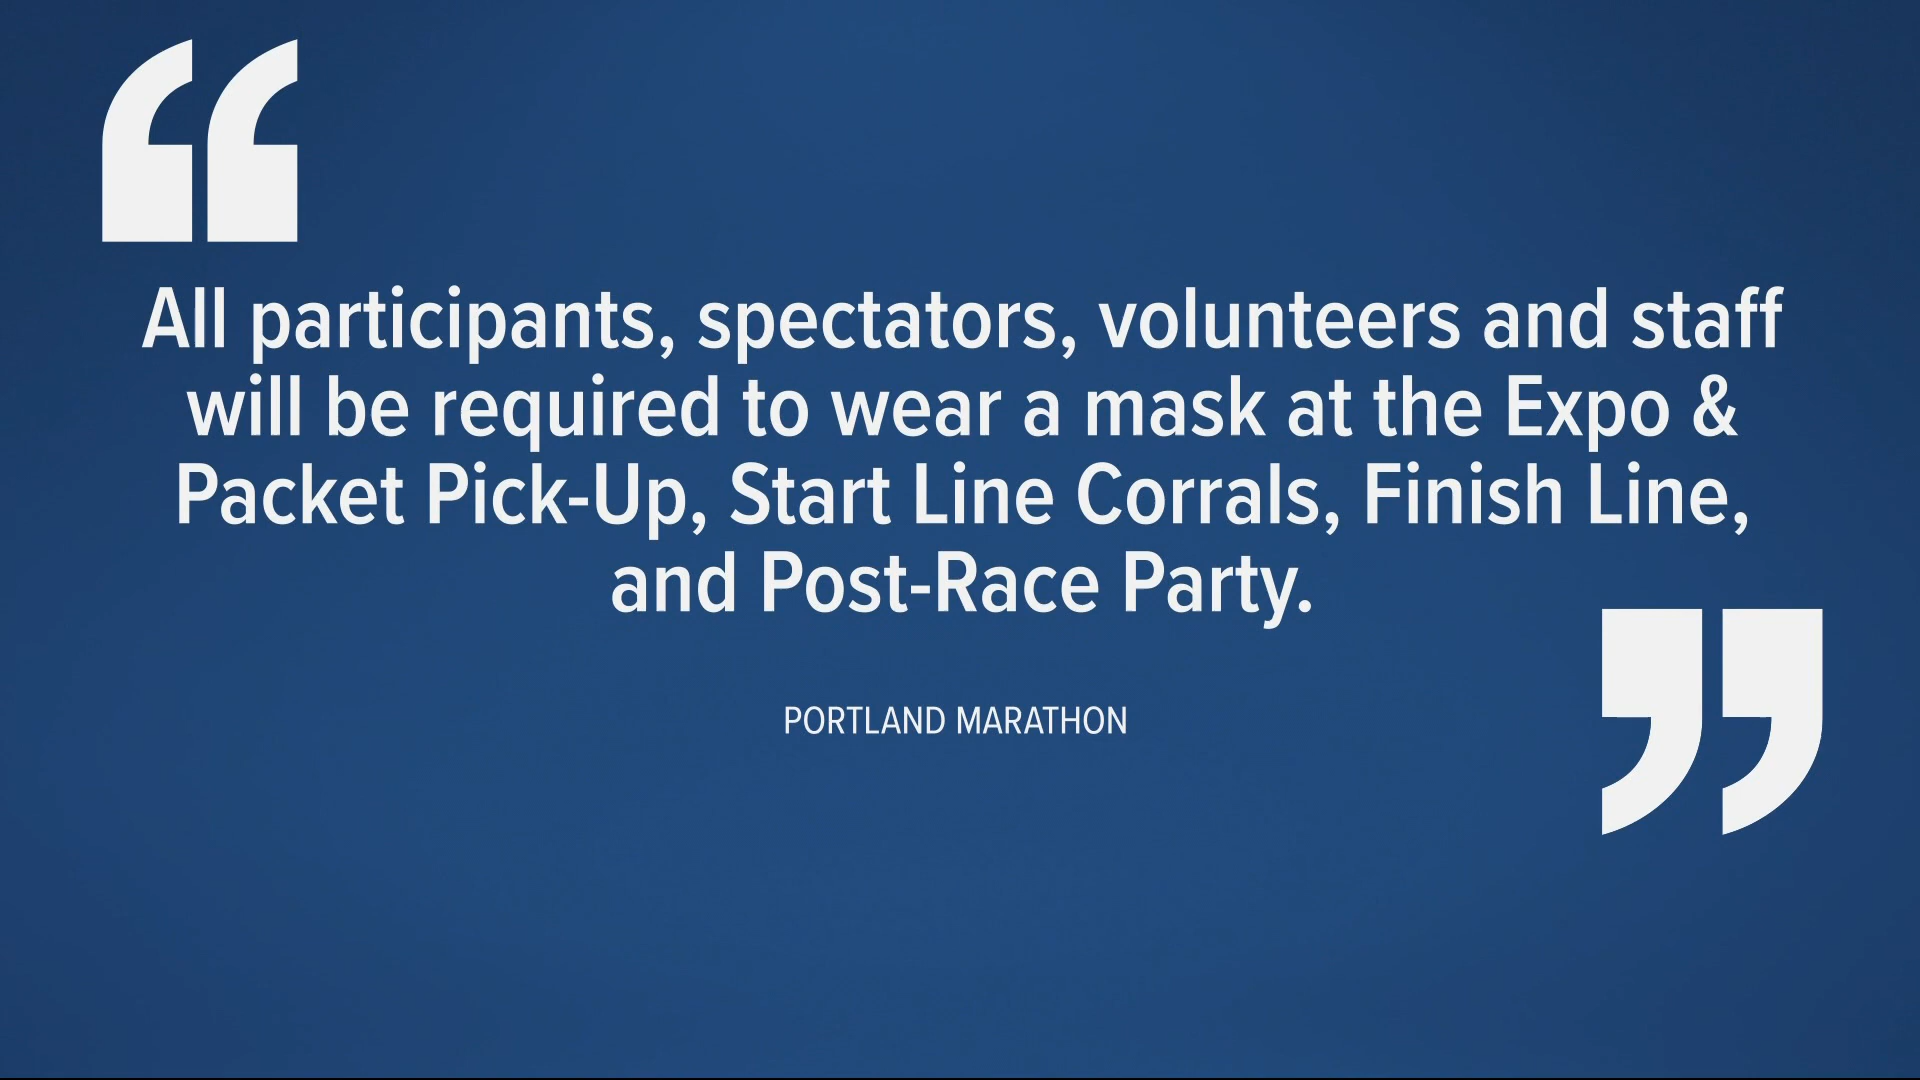 “
All participants, spectators, volunteers and staff
will be required to wear a mask at the Expo &
Packet Pick-Up, Start Line Corrals, Finish Line,
and Post-Race Party.
”
PORTLAND MARATHON